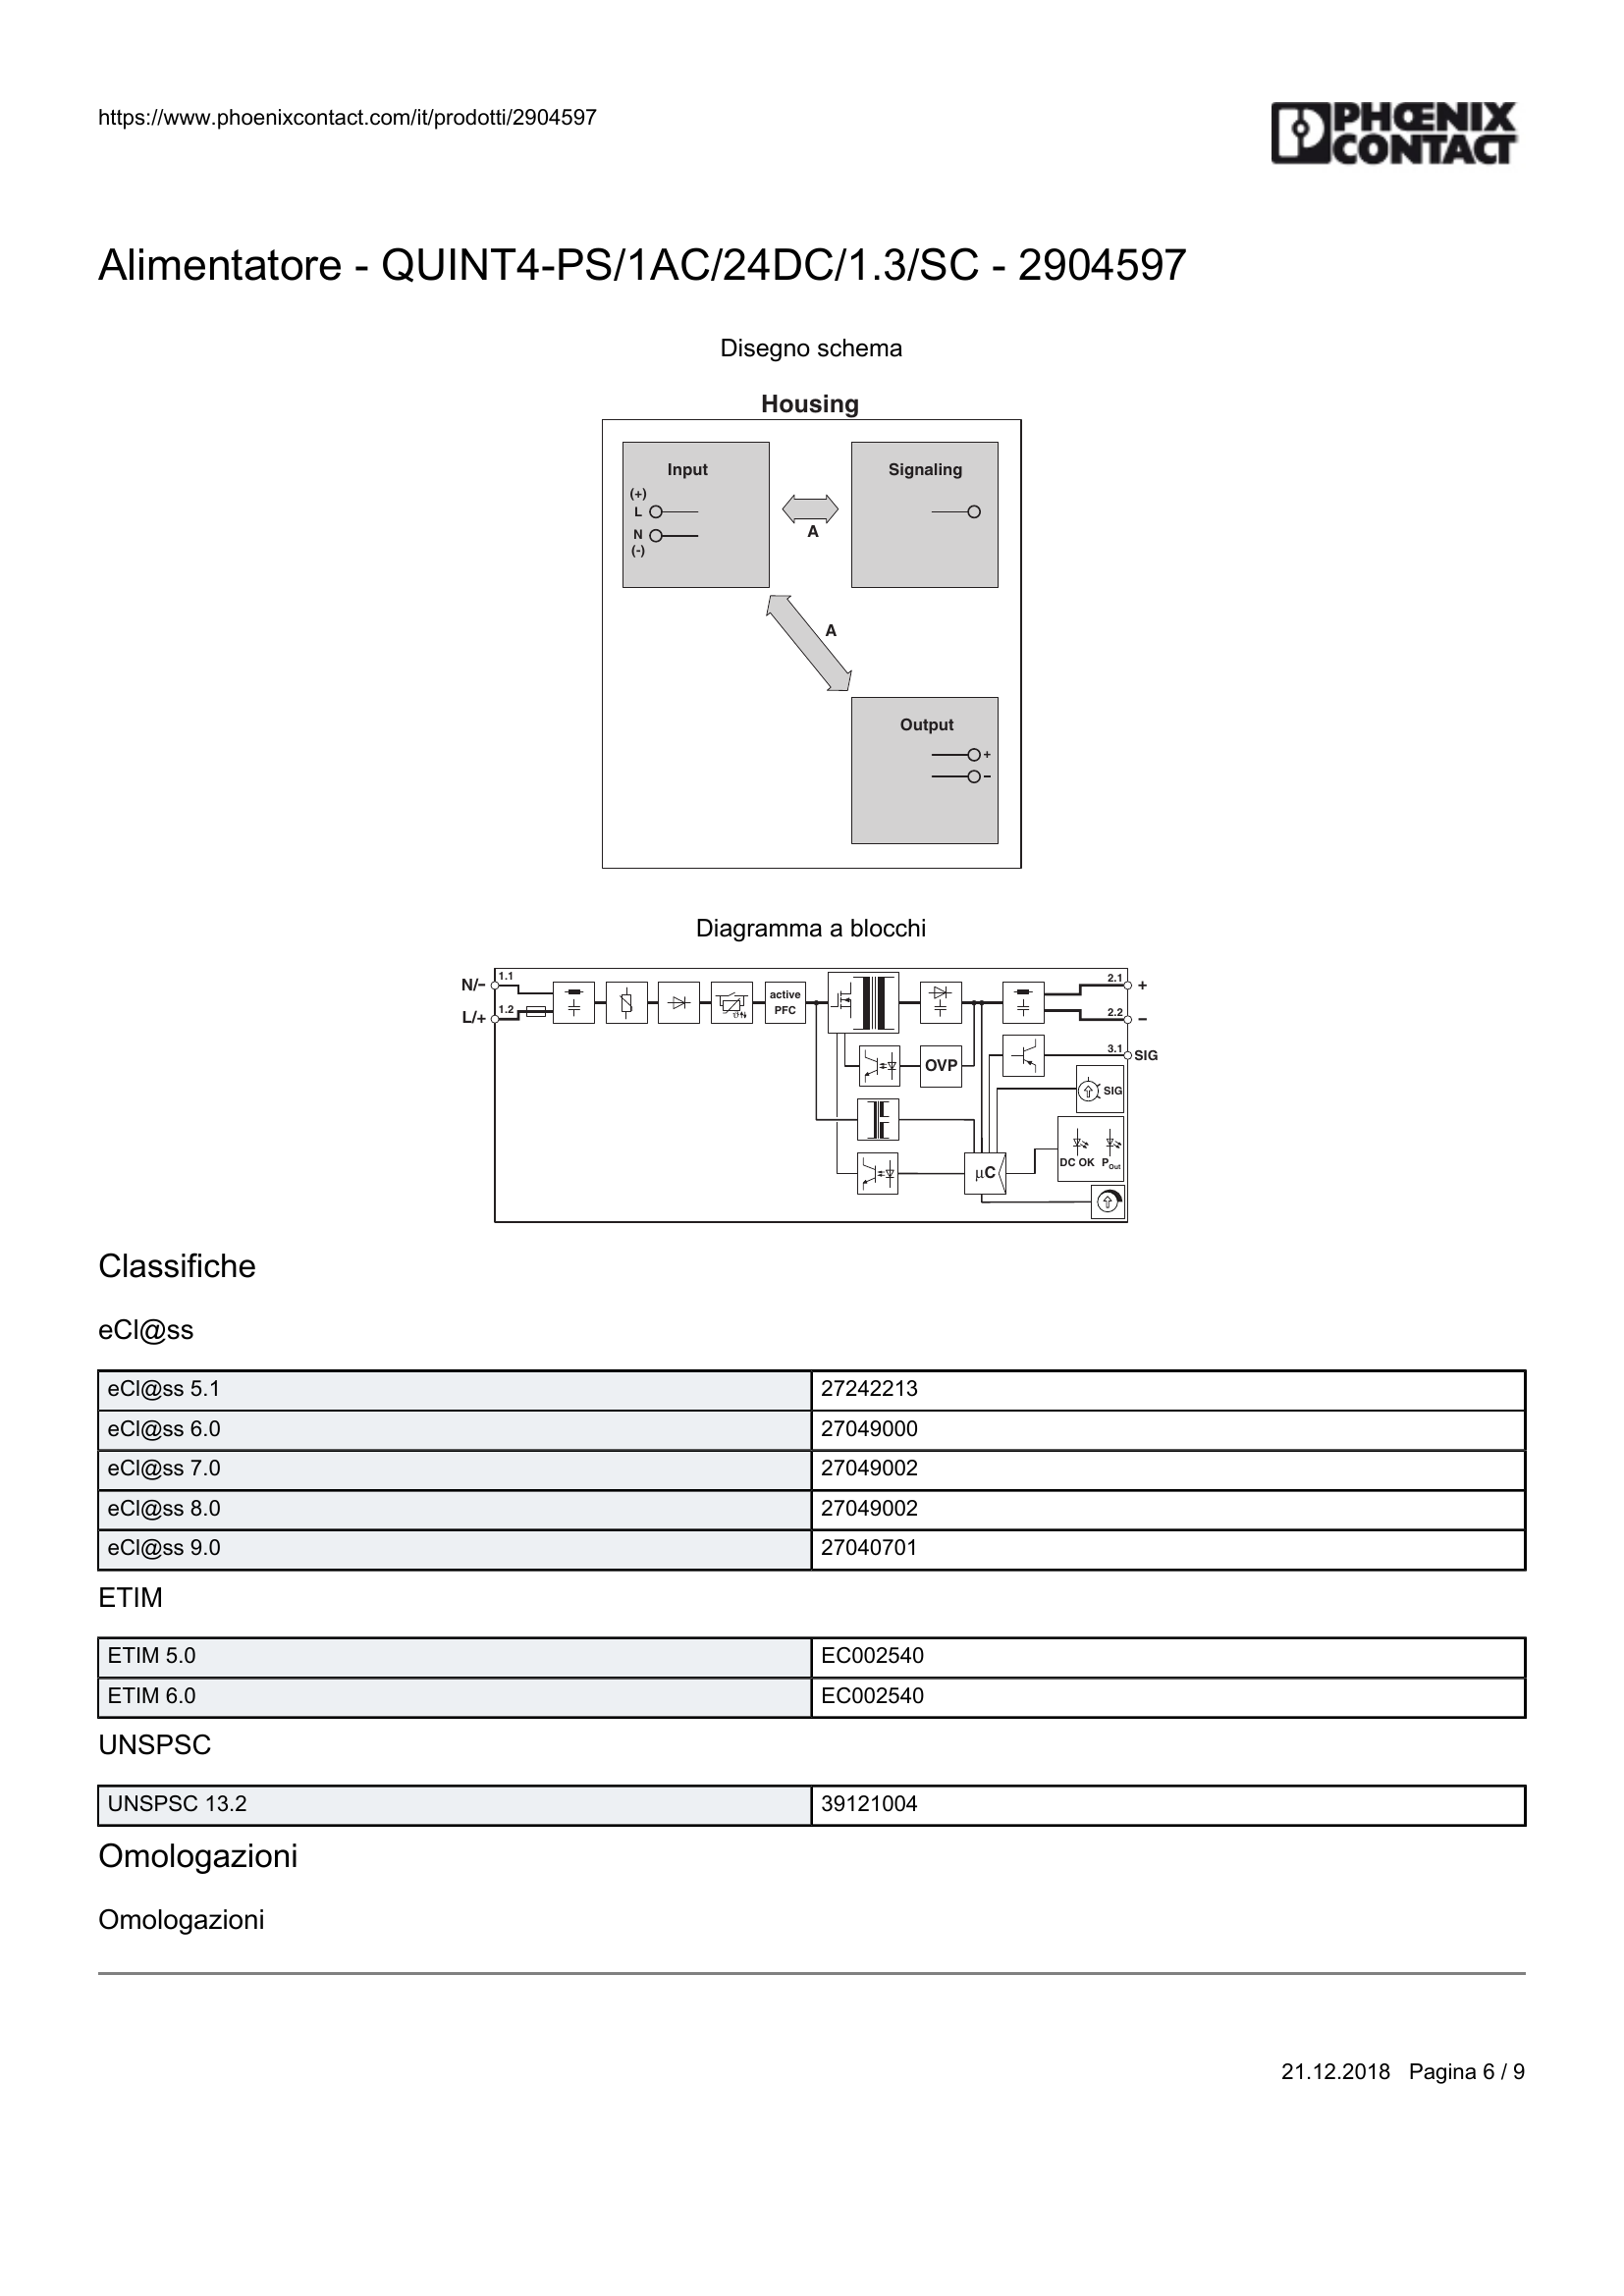 https://www.phoenixcontact.com/it/prodotti/2904597
PHŒNIX
CONTACT
Alimentatore - QUINT4-PS/1AC/24DC/1.3/SC - 2904597
Disegno schema
Housing
Input
Signaling
(+)
L
N
(-)
A
A
Output
+
–
Diagramma a blocchi
N/– 1.1
L/+ 1.2
active
PFC
2.1 +
2.2 –
OVP
3.1 SIG
SIG
DC OK POut
µC
Classifiche
eCl@ss
eCl@ss 5.1 27242213
eCl@ss 6.0 27049000
eCl@ss 7.0 27049002
eCl@ss 8.0 27049002
eCl@ss 9.0 27040701
ETIM
ETIM 5.0 EC002540
ETIM 6.0 EC002540
UNSPSC
UNSPSC 13.2 39121004
Omologazioni
Omologazioni
21.12.2018 Pagina 6 / 9